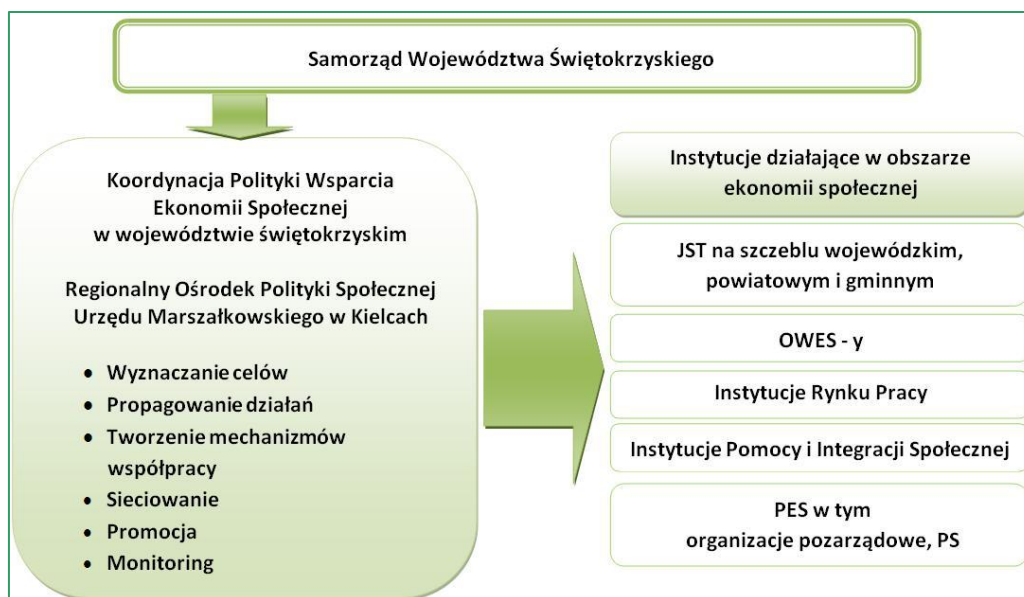 Samorząd Województwa Świętokrzyskiego
Koordynacja Polityki Wsparcia
Ekonomii Społecznej
w województwie świętokrzyskim
Regionalny Ośrodek Polityki Społecznej
Urzędu Marszałkowskiego w Kielcach
• Wyznaczanie celów
• Propagowanie działań
• Tworzenie mechanizmów
współpracy
• Sieciowanie
• Promocja
• Monitoring
Instytucje działające w obszarze
ekonomii społecznej
JST na szczeblu wojewódzkim,
powiatowym i gminnym
OWES - y
Instytucje Rynku Pracy
Instytucje Pomocy i Integracji Społecznej
PES w tym
organizacje pozarządowe, PS